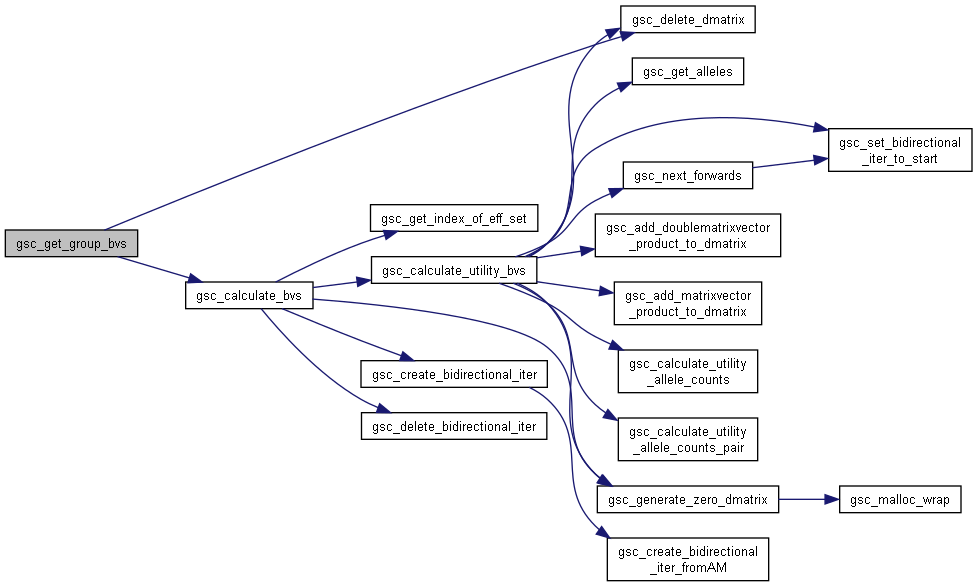 gsc_delete_dmatrix
gsc_get_alleles
gsc_set_bidirectional
_iter_to_start
gsc_next_forwards
gsc_get_index_of_eff_set
gsc_add_doublematrixvector
_product_to_dmatrix
gsc_get_group_bvs
gsc_calculate_utility_bvs
gsc_calculate_bvs
gsc_add_matrixvector
_product_to_dmatrix
gsc_create_bidirectional_iter
gsc_calculate_utility
_allele_counts
gsc_delete_bidirectional_iter
gsc_calculate_utility
_allele_counts_pair
gsc_generate_zero_dmatrix
gsc_malloc_wrap
gsc_create_bidirectional
_iter_fromAM